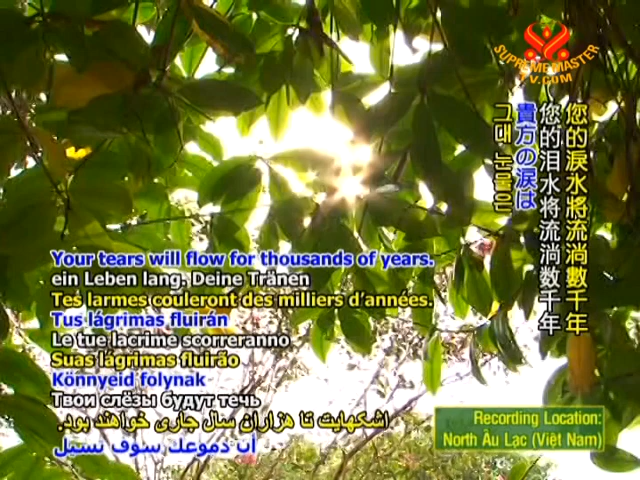 SUPREME MASTER
TV.COM
您的淚水將流淌數千年
您的泪水将流淌数千年
貴方の涙は
그대 눈물은
Your tears will flow for thousands of years.
ein Leben lang. Deine Tränen
Tes larmes couleront des milliers d'années.
Tus lágrimas fluirán
Le tue lacrime scorreranno
Suas lágrimas fluirão
Könnyeid folynak
Твои слёзы будут течь
اشکهایت تا هزاران سال جاری خواهند بود.
أن دموعك سوف تسيل
Recording Location:
North Âu Lạc (Việt Nam)